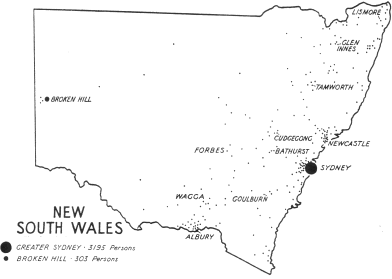 LISMORE
GLEN
INNES
TAMWORTH
BROKEN HILL
CUDGEGONG
NEWCASTLE
FORBES
BATHURST
SYDNEY
WAGGA
GOULBURN
ALBURY
NEW
SOUTH WALES
GREATER SYDNEY - 3195 Persons
BROKEN HILL - 303 Persons